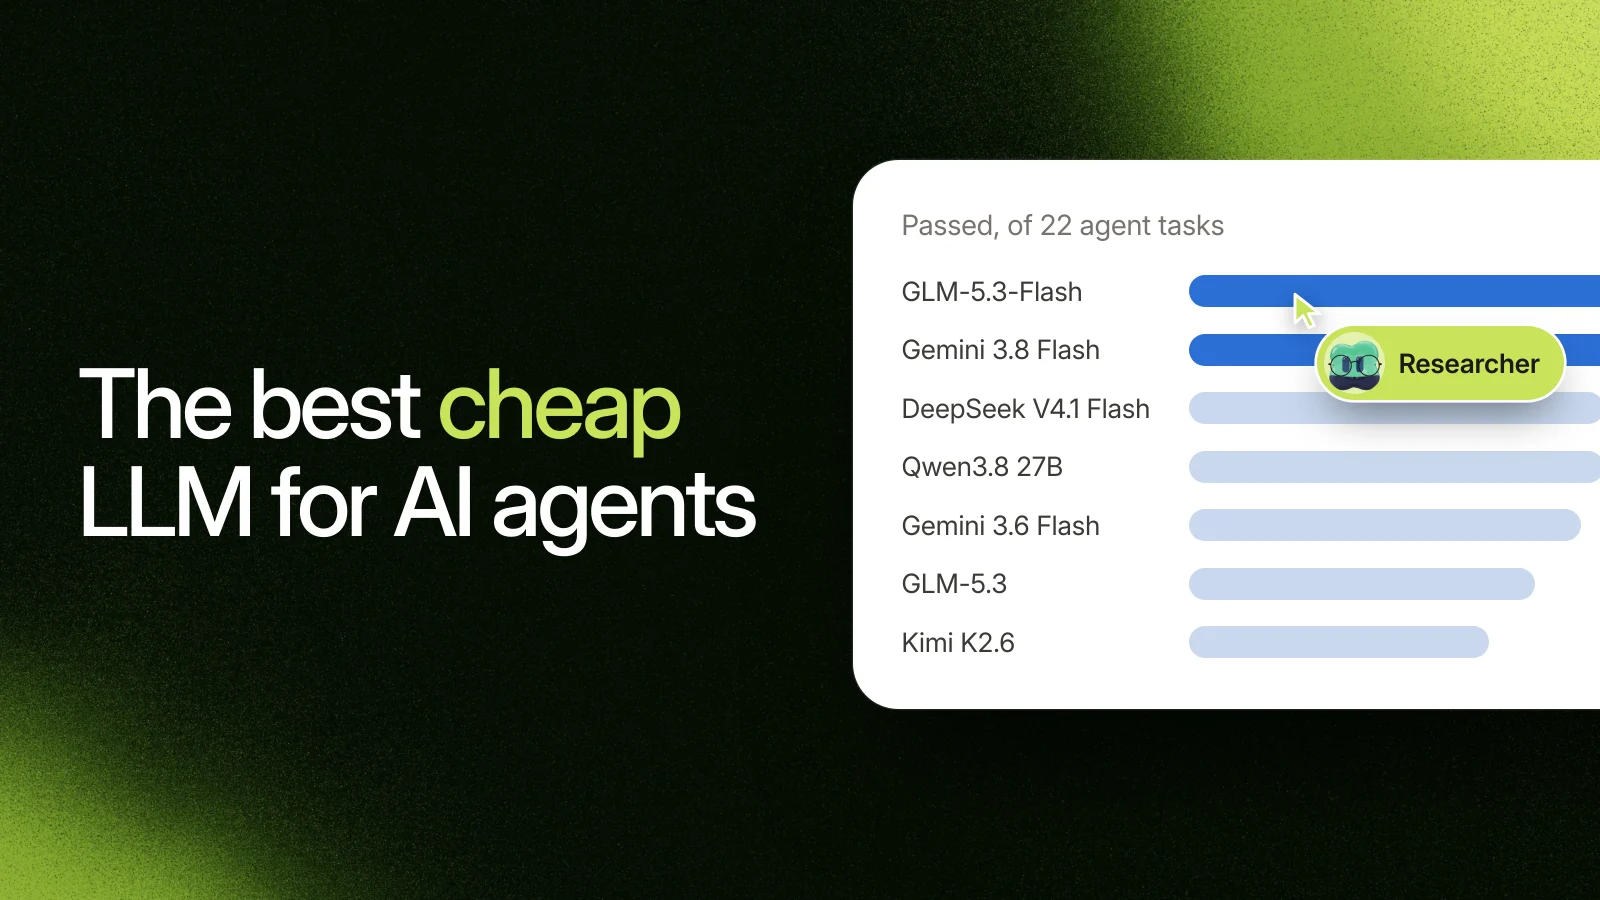 The best cheap
LLM for AI agents
Passed, of 22 agent tasks
GLM-5.3-Flash
Gemini 3.8 Flash
Researcher
DeepSeek V4.1 Flash
Qwen3.8 27B
Gemini 3.6 Flash
GLM-5.3
Kimi K2.6